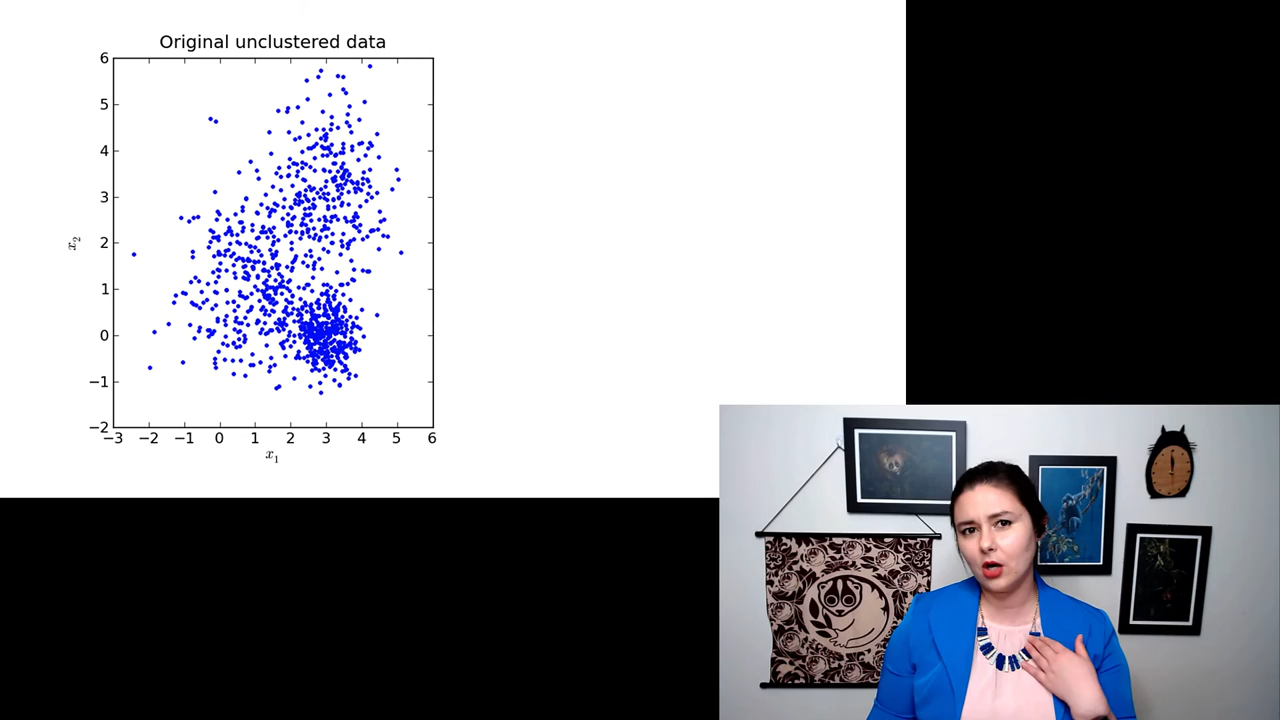 Original unclustered data
6
5
4
3
2
1
0
−1
−2
x₂
−3 −2 −1 0 1 2 3 4 5 6
x₁